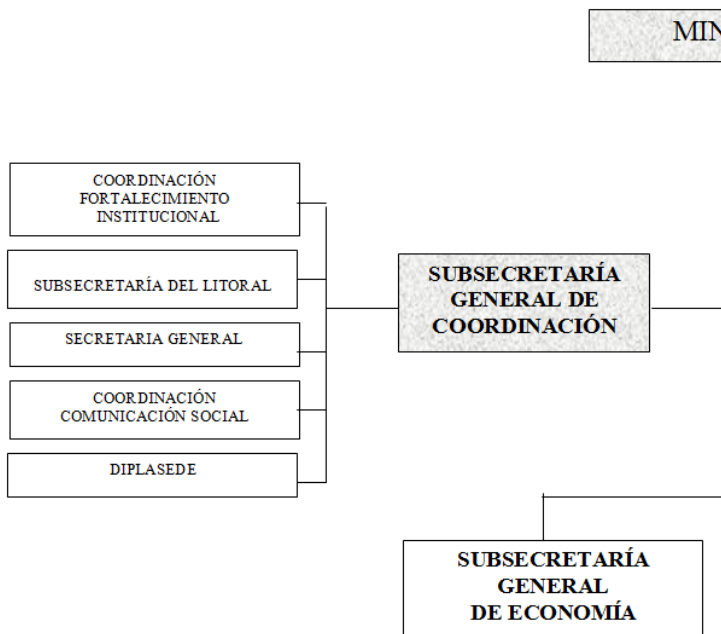 MIN
COORDINACIÓN
FORTALECIMIENTO
INSTITUCIONAL
SUBSECRETARÍA DEL LITORAL
SECRETARIA GENERAL
COORDINACIÓN
COMUNICACIÓN SOCIAL
DIPLASEDE
SUBSECRETARÍA
GENERAL DE
COORDINACIÓN
SUBSECRETARÍA
GENERAL
DE ECONOMÍA